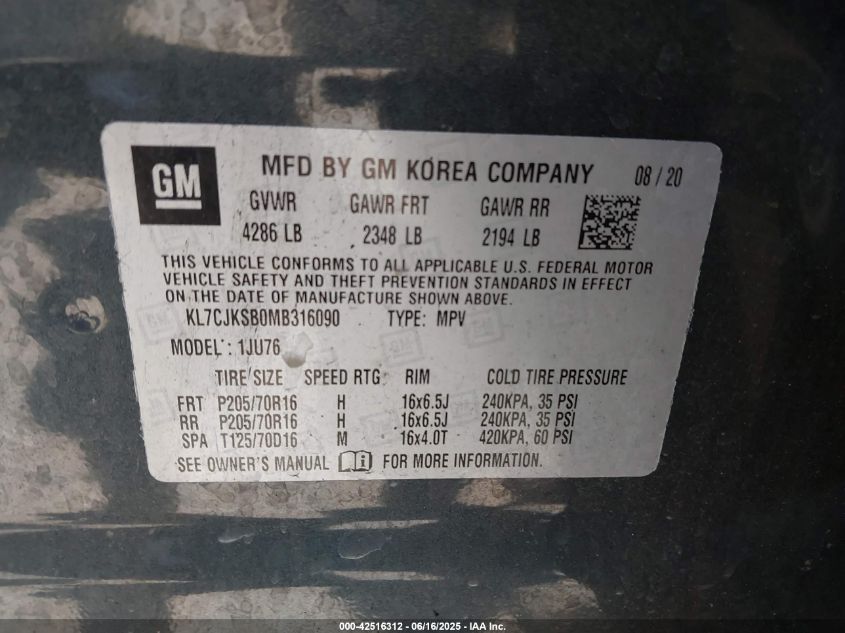 GM
MFD BY GM KOREA COMPANY 08 / 20
GVWR GAWR FRT GAWR RR
4286 LB 2348 LB 2194 LB
THIS VEHICLE CONFORMS TO ALL APPLICABLE U.S. FEDERAL MOTOR
VEHICLE SAFETY AND THEFT PREVENTION STANDARDS IN EFFECT
ON THE DATE OF MANUFACTURE SHOWN ABOVE.
KL7CJKSB0MB316090 TYPE: MPV
MODEL: 1JU76
TIRE SIZE SPEED RTG RIM COLD TIRE PRESSURE
FRT P205/70R16 H 16x6.5J 240KPA, 35 PSI
RR P205/70R16 H 16x6.5J 240KPA, 35 PSI
SPA T125/70D16 M 16x4.0T 420KPA, 60 PSI
SEE OWNER'S MANUAL FOR MORE INFORMATION.
000-42516312 - 06/16/2025 - IAA Inc.